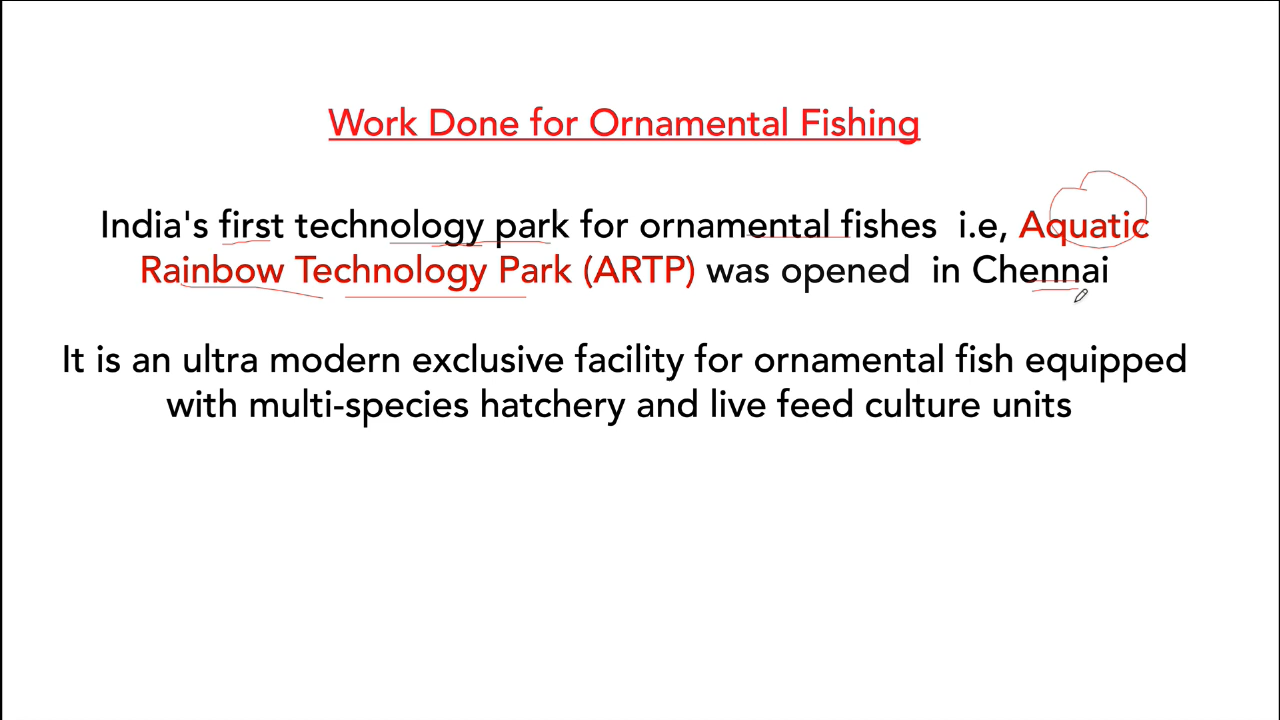 Work Done for Ornamental Fishing
India's first technology park for ornamental fishes i.e, Aquatic
Rainbow Technology Park (ARTP) was opened in Chennai
It is an ultra modern exclusive facility for ornamental fish equipped
with multi-species hatchery and live feed culture units